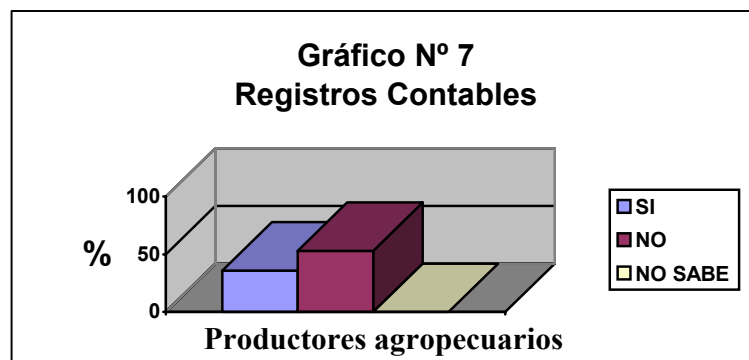 Gráfico Nº 7
Registros Contables
100
50
0
%
SI
NO
NO SABE
Productores agropecuarios